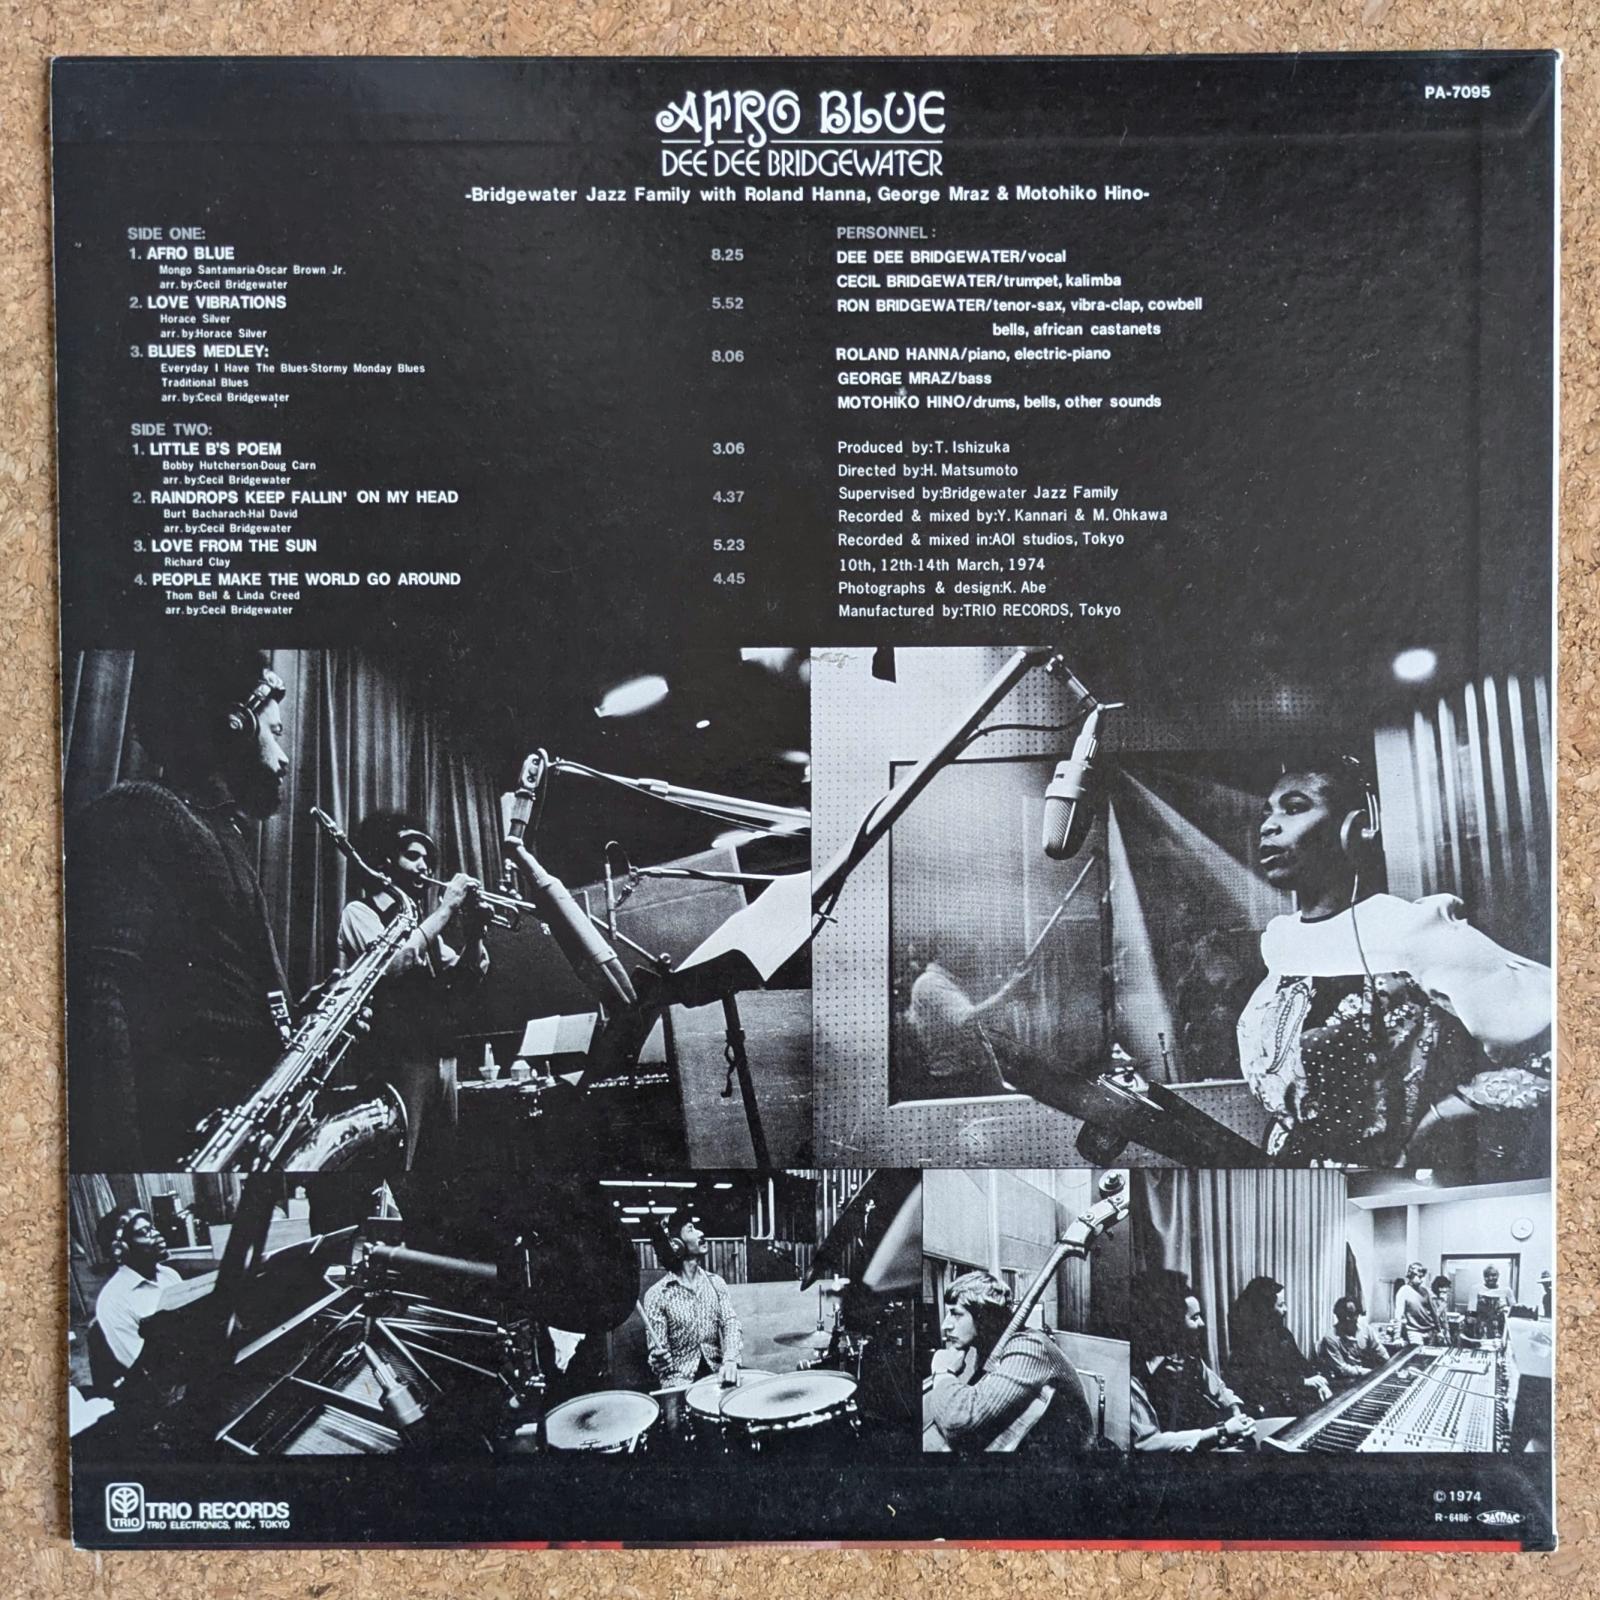 AFRO BLUE
DEE DEE BRIDGEWATER
-Bridgewater Jazz Family with Roland Hanna, George Mraz & Motohiko Hino-
PA-7095
SIDE ONE:
1. AFRO BLUE 8.25
Mongo Santamaria-Oscar Brown Jr.
arr. by:Cecil Bridgewater
2. LOVE VIBRATIONS 5.52
Horace Silver
arr. by:Horace Silver
3. BLUES MEDLEY: 8.06
Everyday I Have The Blues-Stormy Monday Blues
Traditional Blues
arr. by:Cecil Bridgewater
SIDE TWO:
1. LITTLE B'S POEM 3.06
Bobby Hutcherson-Doug Carn
arr. by:Cecil Bridgewater
2. RAINDROPS KEEP FALLIN' ON MY HEAD 4.37
Burt Bacharach-Hal David
arr. by:Cecil Bridgewater
3. LOVE FROM THE SUN 5.23
Richard Clay
4. PEOPLE MAKE THE WORLD GO AROUND 4.45
Thom Bell & Linda Creed
arr. by:Cecil Bridgewater
PERSONNEL:
DEE DEE BRIDGEWATER/vocal
CECIL BRIDGEWATER/trumpet, kalimba
RON BRIDGEWATER/tenor-sax, vibra-clap, cowbell
bells, african castanets
ROLAND HANNA/piano, electric-piano
GEORGE MRAZ/bass
MOTOHIKO HINO/drums, bells, other sounds
Produced by:T. Ishizuka
Directed by:H. Matsumoto
Supervised by:Bridgewater Jazz Family
Recorded & mixed by:Y. Kannari & M. Ohkawa
Recorded & mixed in:AOI studios, Tokyo
10th, 12th-14th March, 1974
Photographs & design:K. Abe
Manufactured by:TRIO RECORDS, Tokyo
TRIO
TRIO RECORDS
TRIO ELECTRONICS, INC., TOKYO
© 1974
R-6486- JASRAC